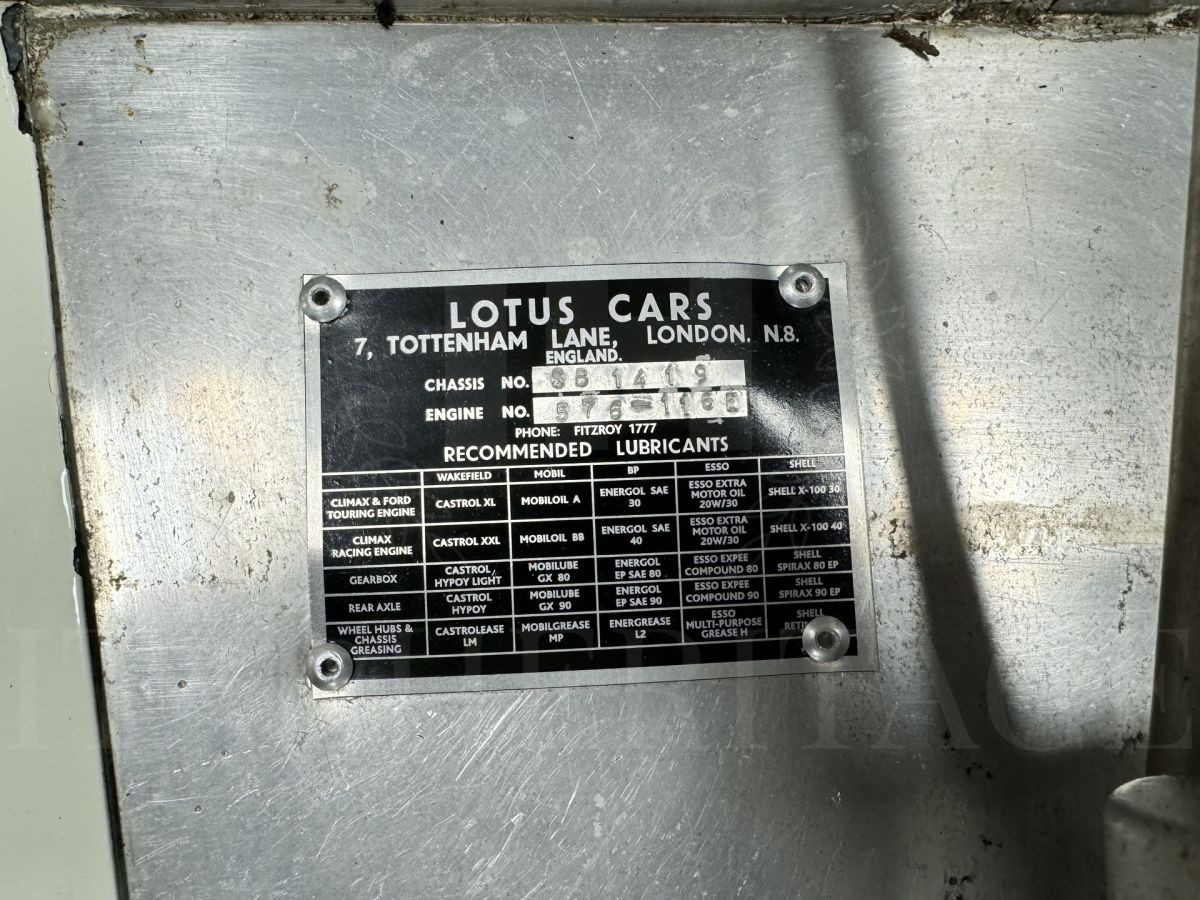 LOTUS CARS
7, TOTTENHAM LANE, LONDON. N.8.
ENGLAND.
CHASSIS NO. SB 1419
ENGINE NO.
PHONE: FITZROY 1777
RECOMMENDED LUBRICANTS
WAKEFIELD MOBIL BP ESSO SHELL
CLIMAX & FORD TOURING ENGINE CASTROL XL MOBILOIL A ENERGOL SAE 30 ESSO EXTRA MOTOR OIL 20W/30 SHELL X-100 30
CLIMAX RACING ENGINE CASTROL XXL MOBILOIL BB ENERGOL SAE 40 ESSO EXTRA MOTOR OIL 20W/30 SHELL X-100 40
GEARBOX CASTROL, HYPOY LIGHT MOBILUBE GX 80 ENERGOL EP SAE 80 ESSO EXPEE COMPOUND 80 SHELL SPIRAX 80 EP
REAR AXLE CASTROL HYPOY MOBILUBE GX 90 ENERGOL EP SAE 90 ESSO EXPEE COMPOUND 90 SHELL SPIRAX 90 EP
WHEEL HUBS & CHASSIS GREASING CASTROLEASE LM MOBILGREASE MP ENERGREASE L2 ESSO MULTI-PURPOSE GREASE H SHELL
HERITAGE